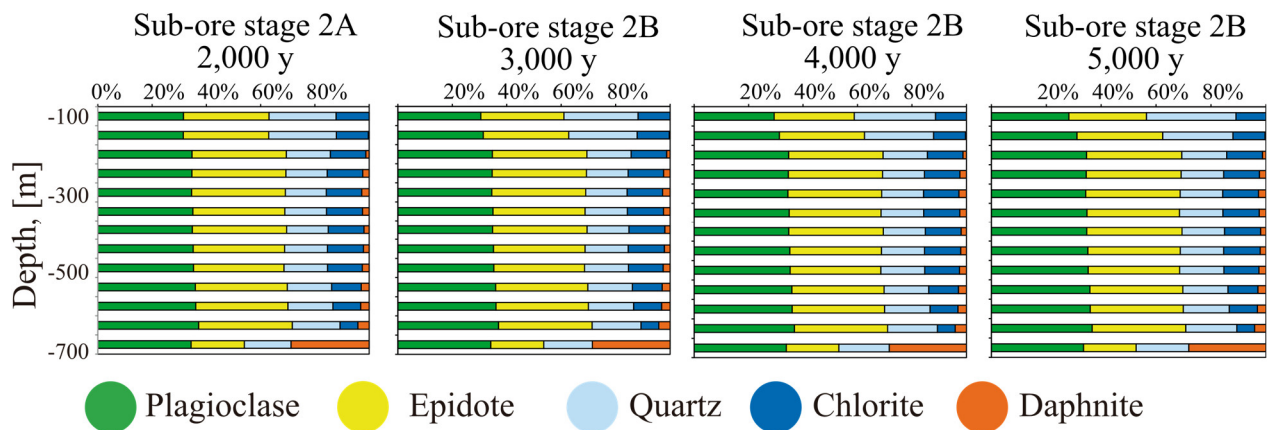 Sub-ore stage 2A
2,000 y
Sub-ore stage 2B
3,000 y
Sub-ore stage 2B
4,000 y
Sub-ore stage 2B
5,000 y
0% 20% 40% 60% 80%
20% 40% 60% 80%
20% 40% 60% 80%
20% 40% 60% 80%
Depth, [m]
-100
-300
-500
-700
Plagioclase
Epidote
Quartz
Chlorite
Daphnite